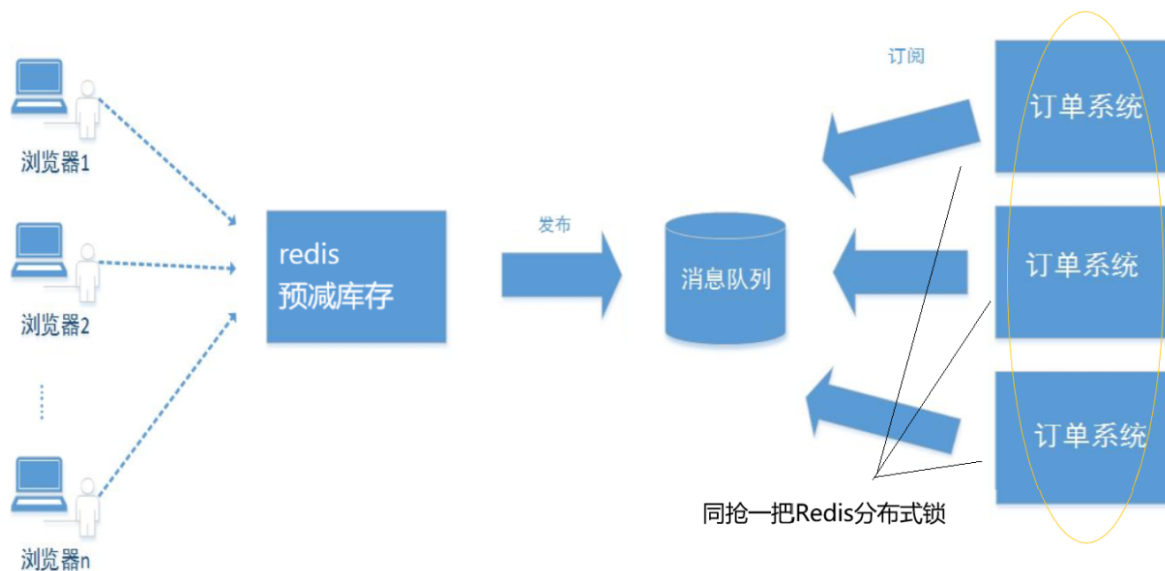 浏览器1
浏览器2
浏览器n
redis
预减库存
发布
消息队列
订阅
订单系统
订单系统
订单系统
同抢一把Redis分布式锁